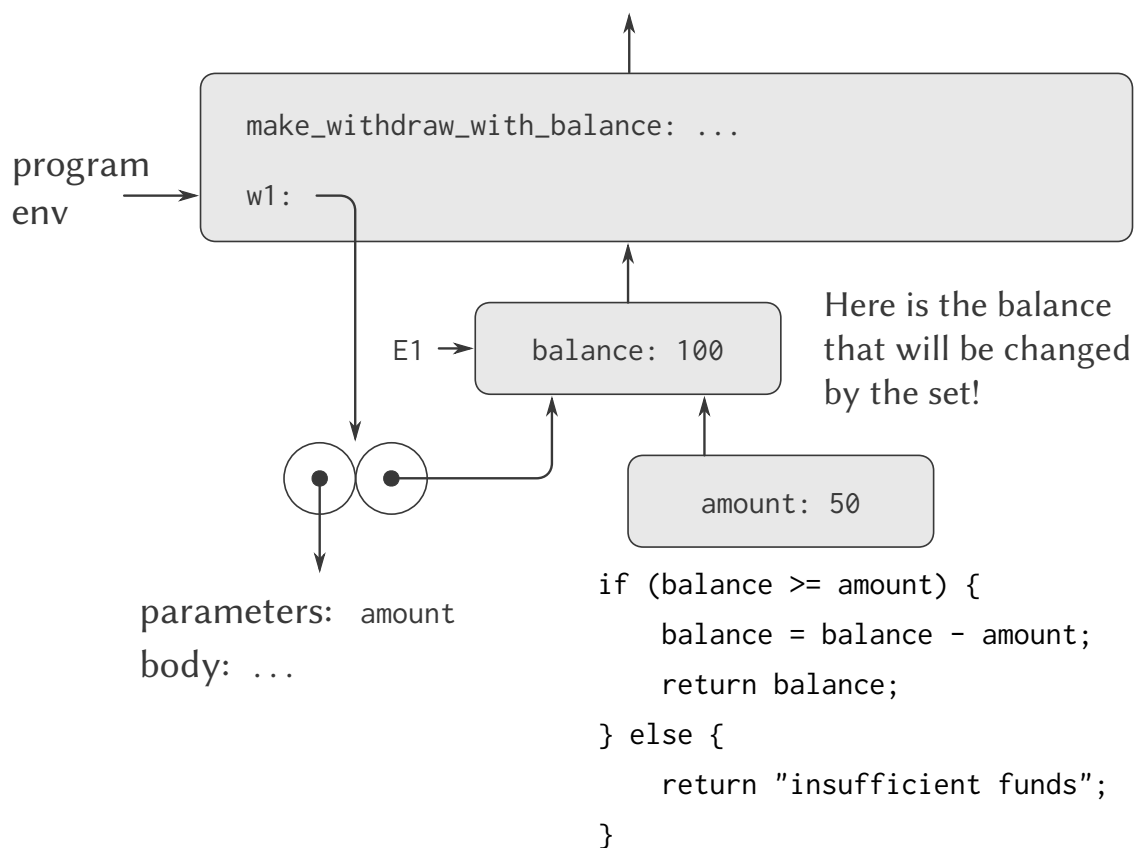 make_withdraw_with_balance: ...
program
env
w1:
E1
balance: 100
Here is the balance
that will be changed
by the set!
amount: 50
parameters: amount
body: ...
if (balance >= amount) {
    balance = balance - amount;
    return balance;
} else {
    return "insufficient funds";
}